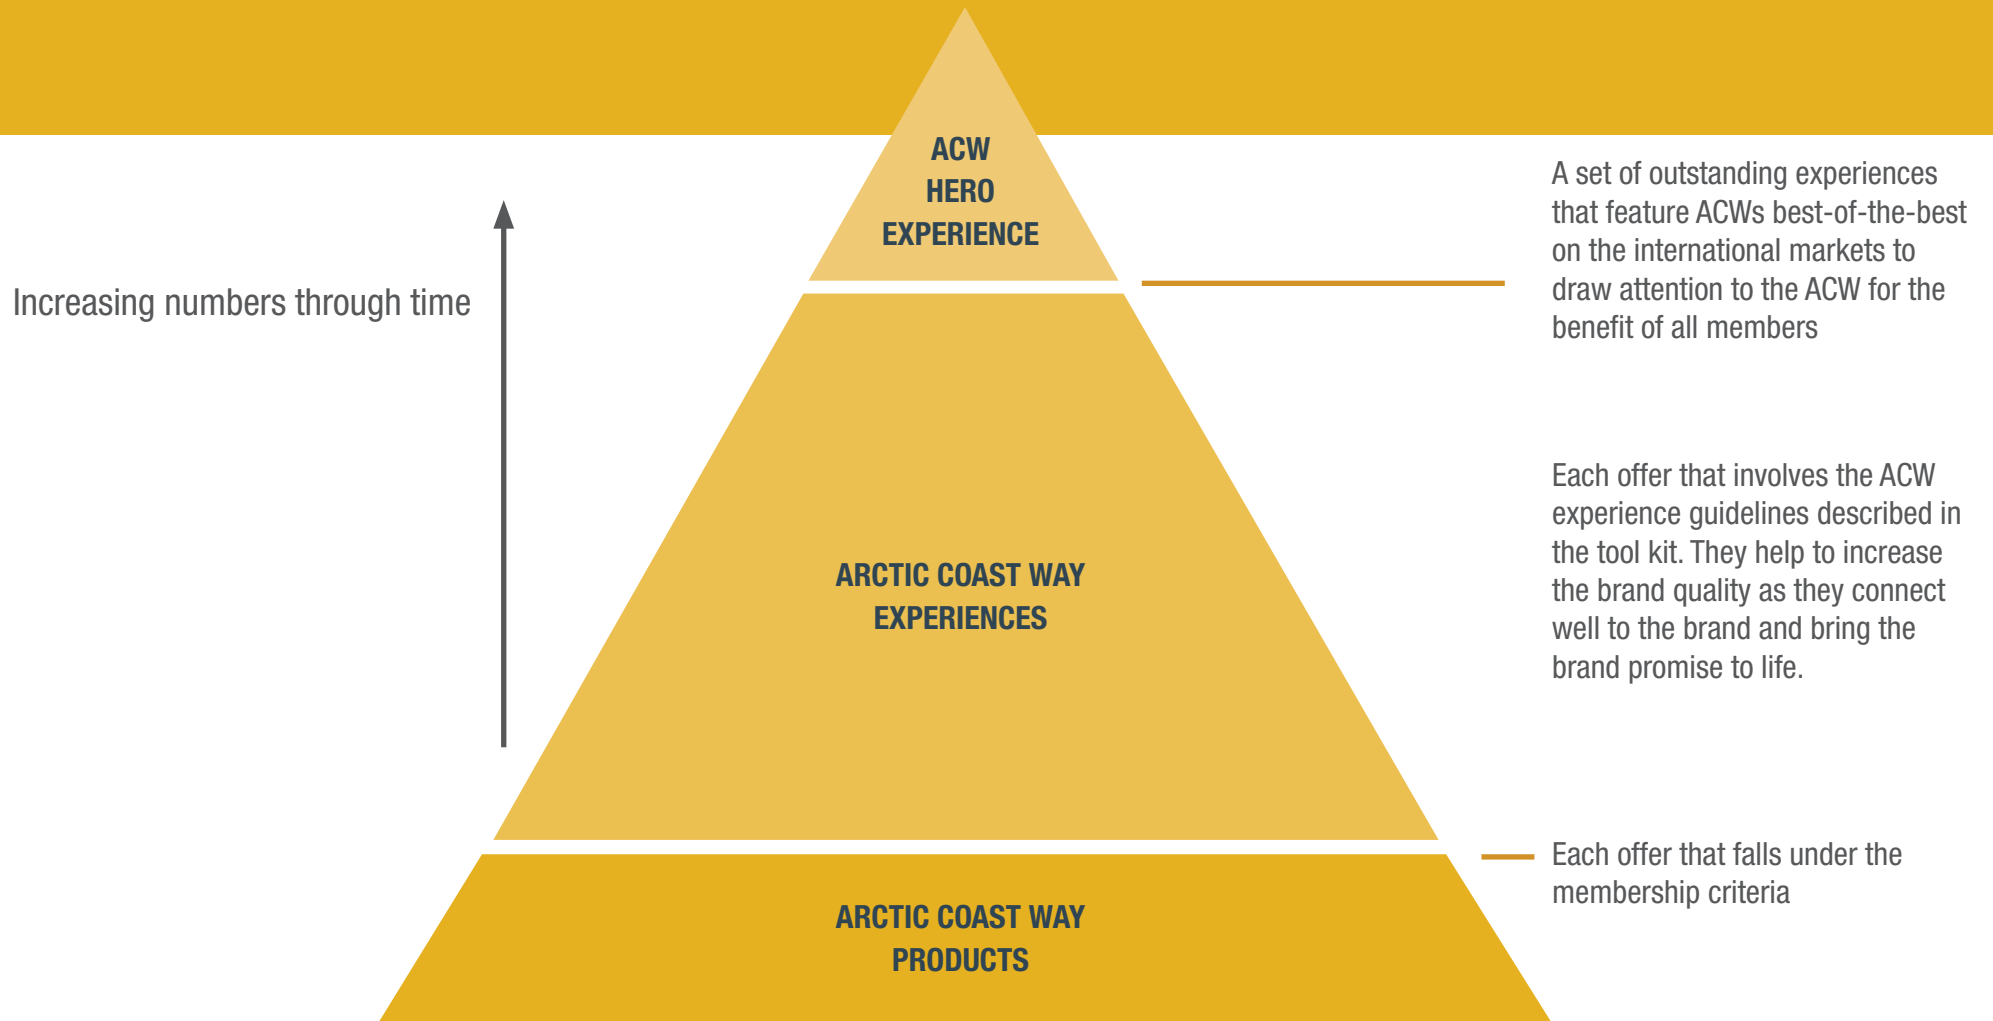 ACW
HERO
EXPERIENCE
A set of outstanding experiences
that feature ACWs best-of-the-best
on the international markets to
draw attention to the ACW for the
benefit of all members
Increasing numbers through time
Each offer that involves the ACW
experience guidelines described in
the tool kit. They help to increase
the brand quality as they connect
well to the brand and bring the
brand promise to life.
ARCTIC COAST WAY
EXPERIENCES
Each offer that falls under the
membership criteria
ARCTIC COAST WAY
PRODUCTS